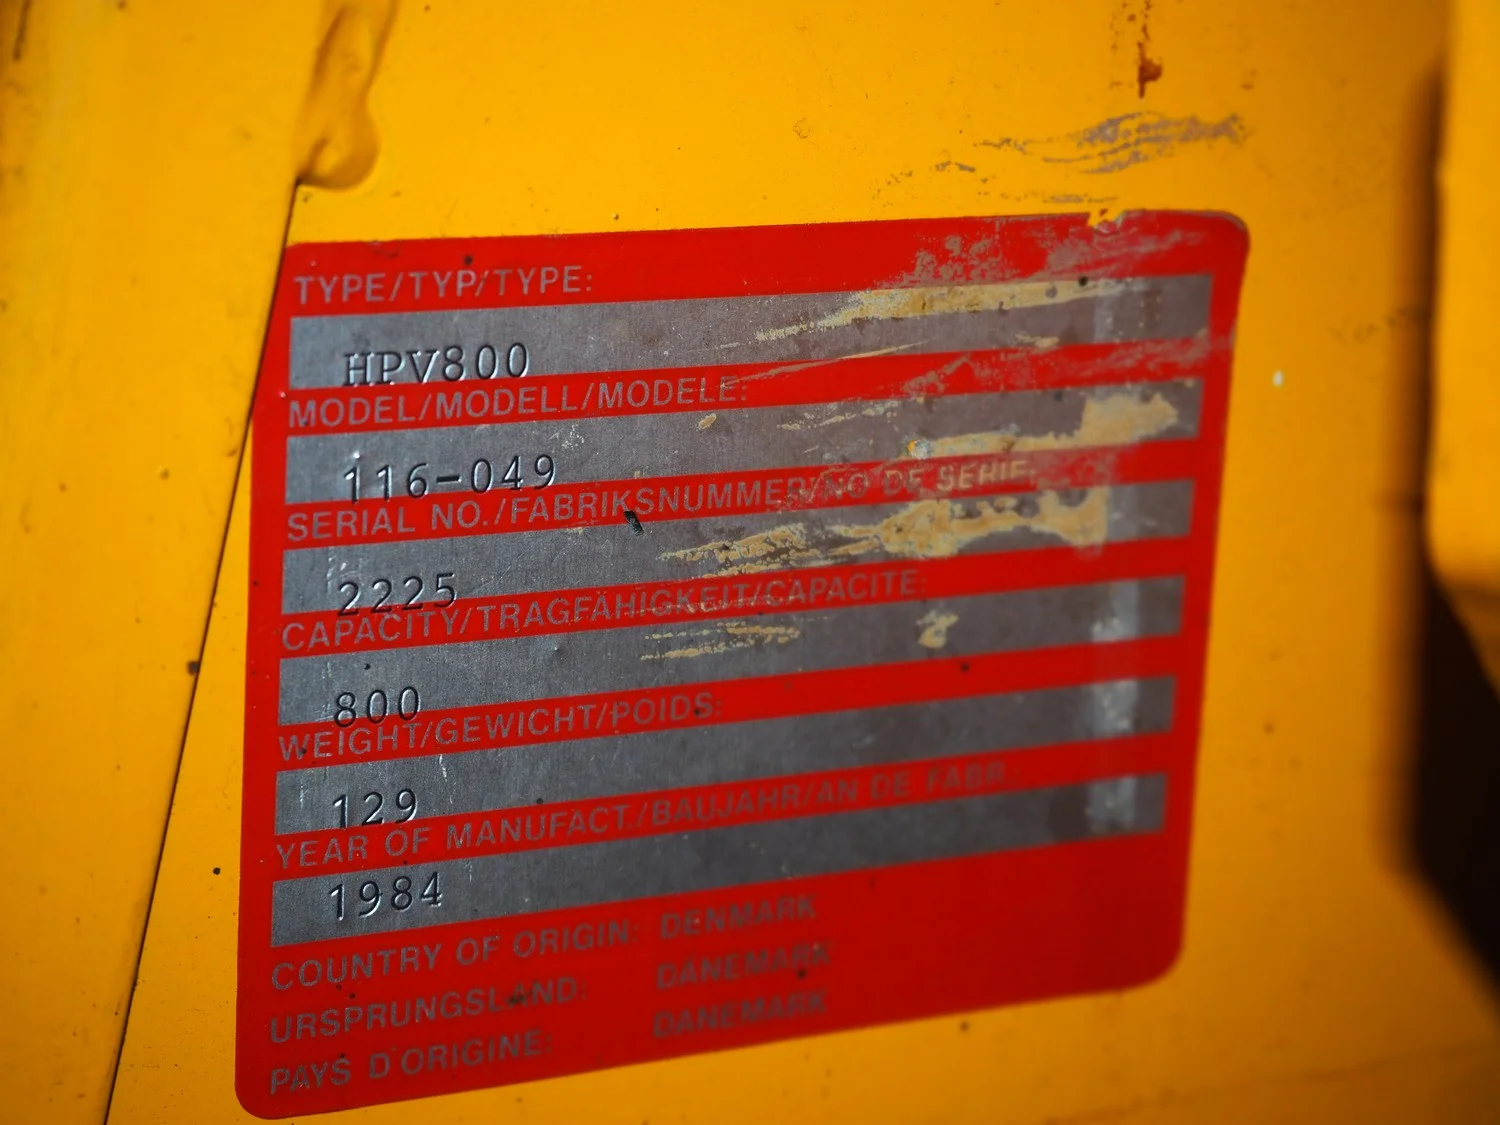 TYPE/TYP/TYPE:
HPV800
MODEL/MODELL/MODELE:
116-049
SERIAL NO./FABRIKSNUMMER/NO DE SERIE:
2225
CAPACITY/TRAGFÄHIGKEIT/CAPACITE:
800
WEIGHT/GEWICHT/POIDS:
129
YEAR OF MANUFACT./BAUJAHR/AN DE FABR.:
1984
COUNTRY OF ORIGIN: DENMARK
URSPRUNGSLAND: DÄNEMARK
PAYS D'ORIGINE: DANEMARK